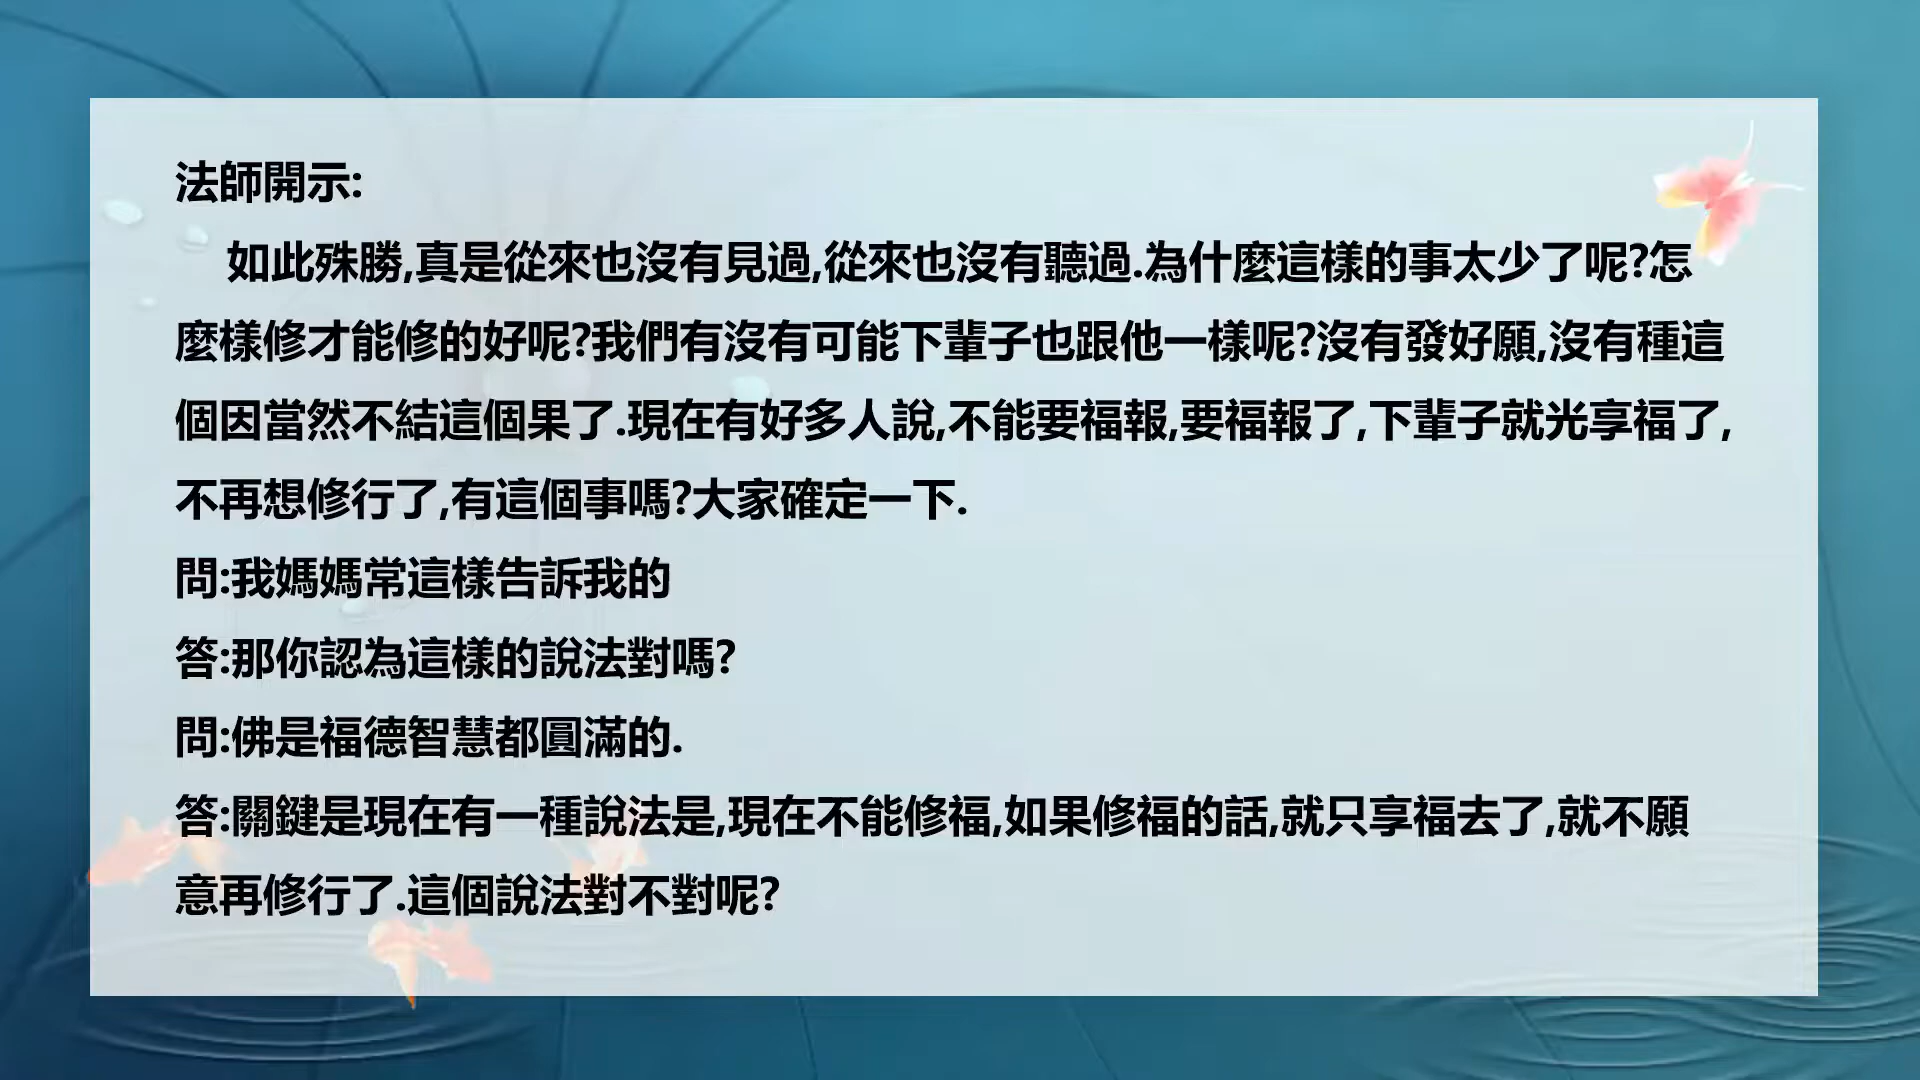 法師開示:
如此殊勝,真是從來也沒有見過,從來也沒有聽過.為什麼這樣的事太少了呢?怎
麼樣修才能修的好呢?我們有沒有可能下輩子也跟他一樣呢?沒有發好願,沒有種這
個因當然不結這個果了.現在有好多人說,不能要福報,要福報了,下輩子就光享福了,
不再想修行了,有這個事嗎?大家確定一下.
問:我媽媽常這樣告訴我的
答:那你認為這樣的說法對嗎?
問:佛是福德智慧都圓滿的.
答:關鍵是現在有一種說法是,現在不能修福,如果修福的話,就只享福去了,就不願
意再修行了.這個說法對不對呢?